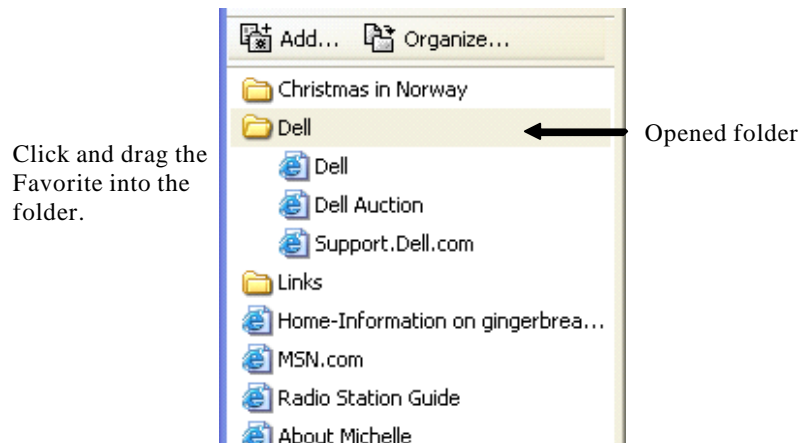 Add... Organize...
Christmas in Norway
Dell
Opened folder
Click and drag the
Favorite into the
folder.
Dell
Dell Auction
Support.Dell.com
Links
Home-Information on gingerbrea...
MSN.com
Radio Station Guide
About Michelle